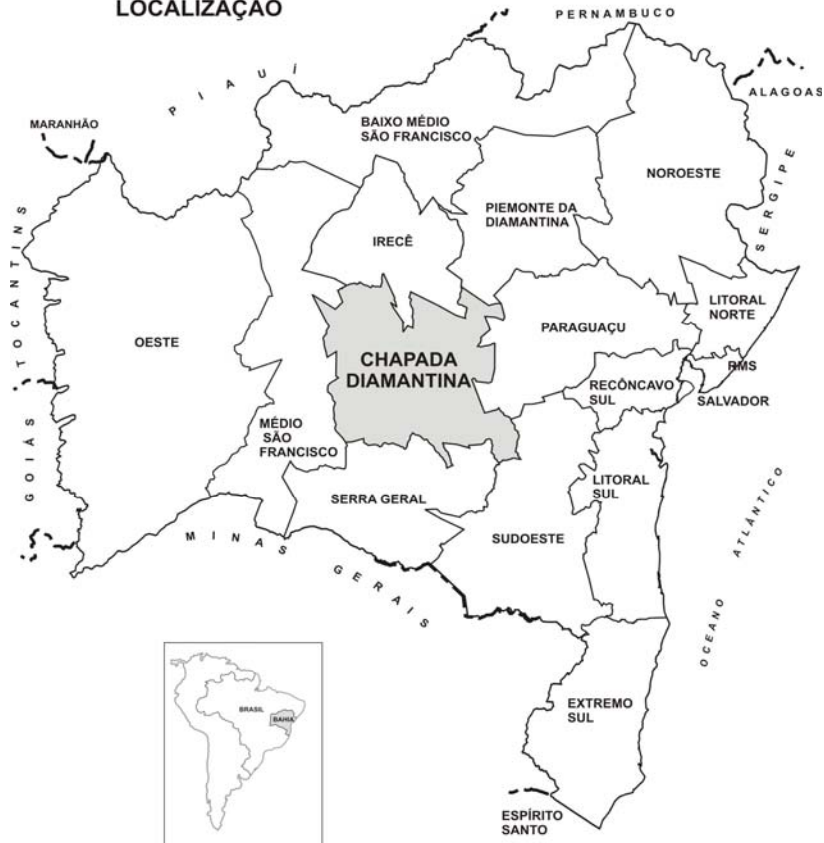 LOCALIZAÇÃO
PERNAMBUCO
ALAGOAS
PIAUÍ
MARANHÃO
BAIXO MÉDIO
SÃO FRANCISCO
NOROESTE
SERGIPE
PIEMONTE DA
DIAMANTINA
IRECÊ
TOCANTINS
LITORAL
NORTE
OESTE
PARAGUAÇU
CHAPADA
DIAMANTINA
RMS
RECÔNCAVO
SUL
SALVADOR
MÉDIO
SÃO
FRANCISCO
GOIÁS
LITORAL
SUL
SERRA GERAL
SUDOESTE
MINAS GERAIS
OCEANO ATLÂNTICO
BRASIL
BAHIA
EXTREMO
SUL
ESPÍRITO
SANTO